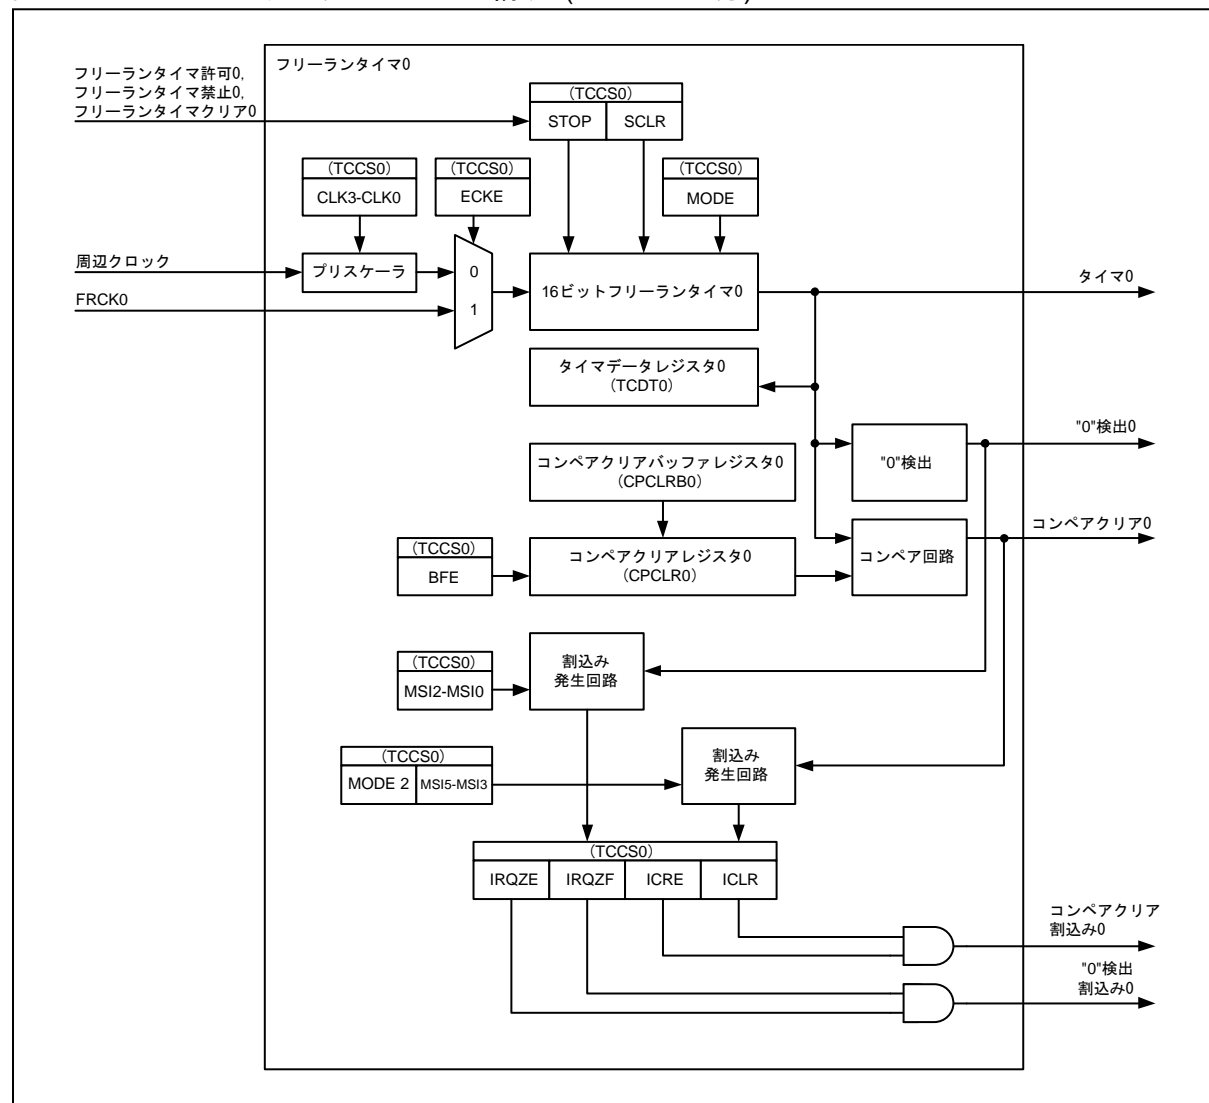 フリーランタイマ0
フリーランタイマ許可0,
フリーランタイマ禁止0,
フリーランタイマクリア0
(TCCS0)
STOP SCLR
(TCCS0)
CLK3-CLK0
(TCCS0)
ECKE
(TCCS0)
MODE
周辺クロック
プリスケーラ
0
1
FRCK0
16ビットフリーランタイマ0
タイマ0
タイマデータレジスタ0
(TCDT0)
"0"検出
"0"検出0
コンペアクリアバッファレジスタ0
(CPCLRB0)
コンペアクリア0
(TCCS0)
BFE
コンペアクリアレジスタ0
(CPCLR0)
コンペア回路
(TCCS0)
MSI2-MSI0
割込み
発生回路
(TCCS0)
MODE 2 MSI5-MSI3
割込み
発生回路
(TCCS0)
IRQZE IRQZF ICRE ICLR
コンペアクリア
割込み0
"0"検出
割込み0